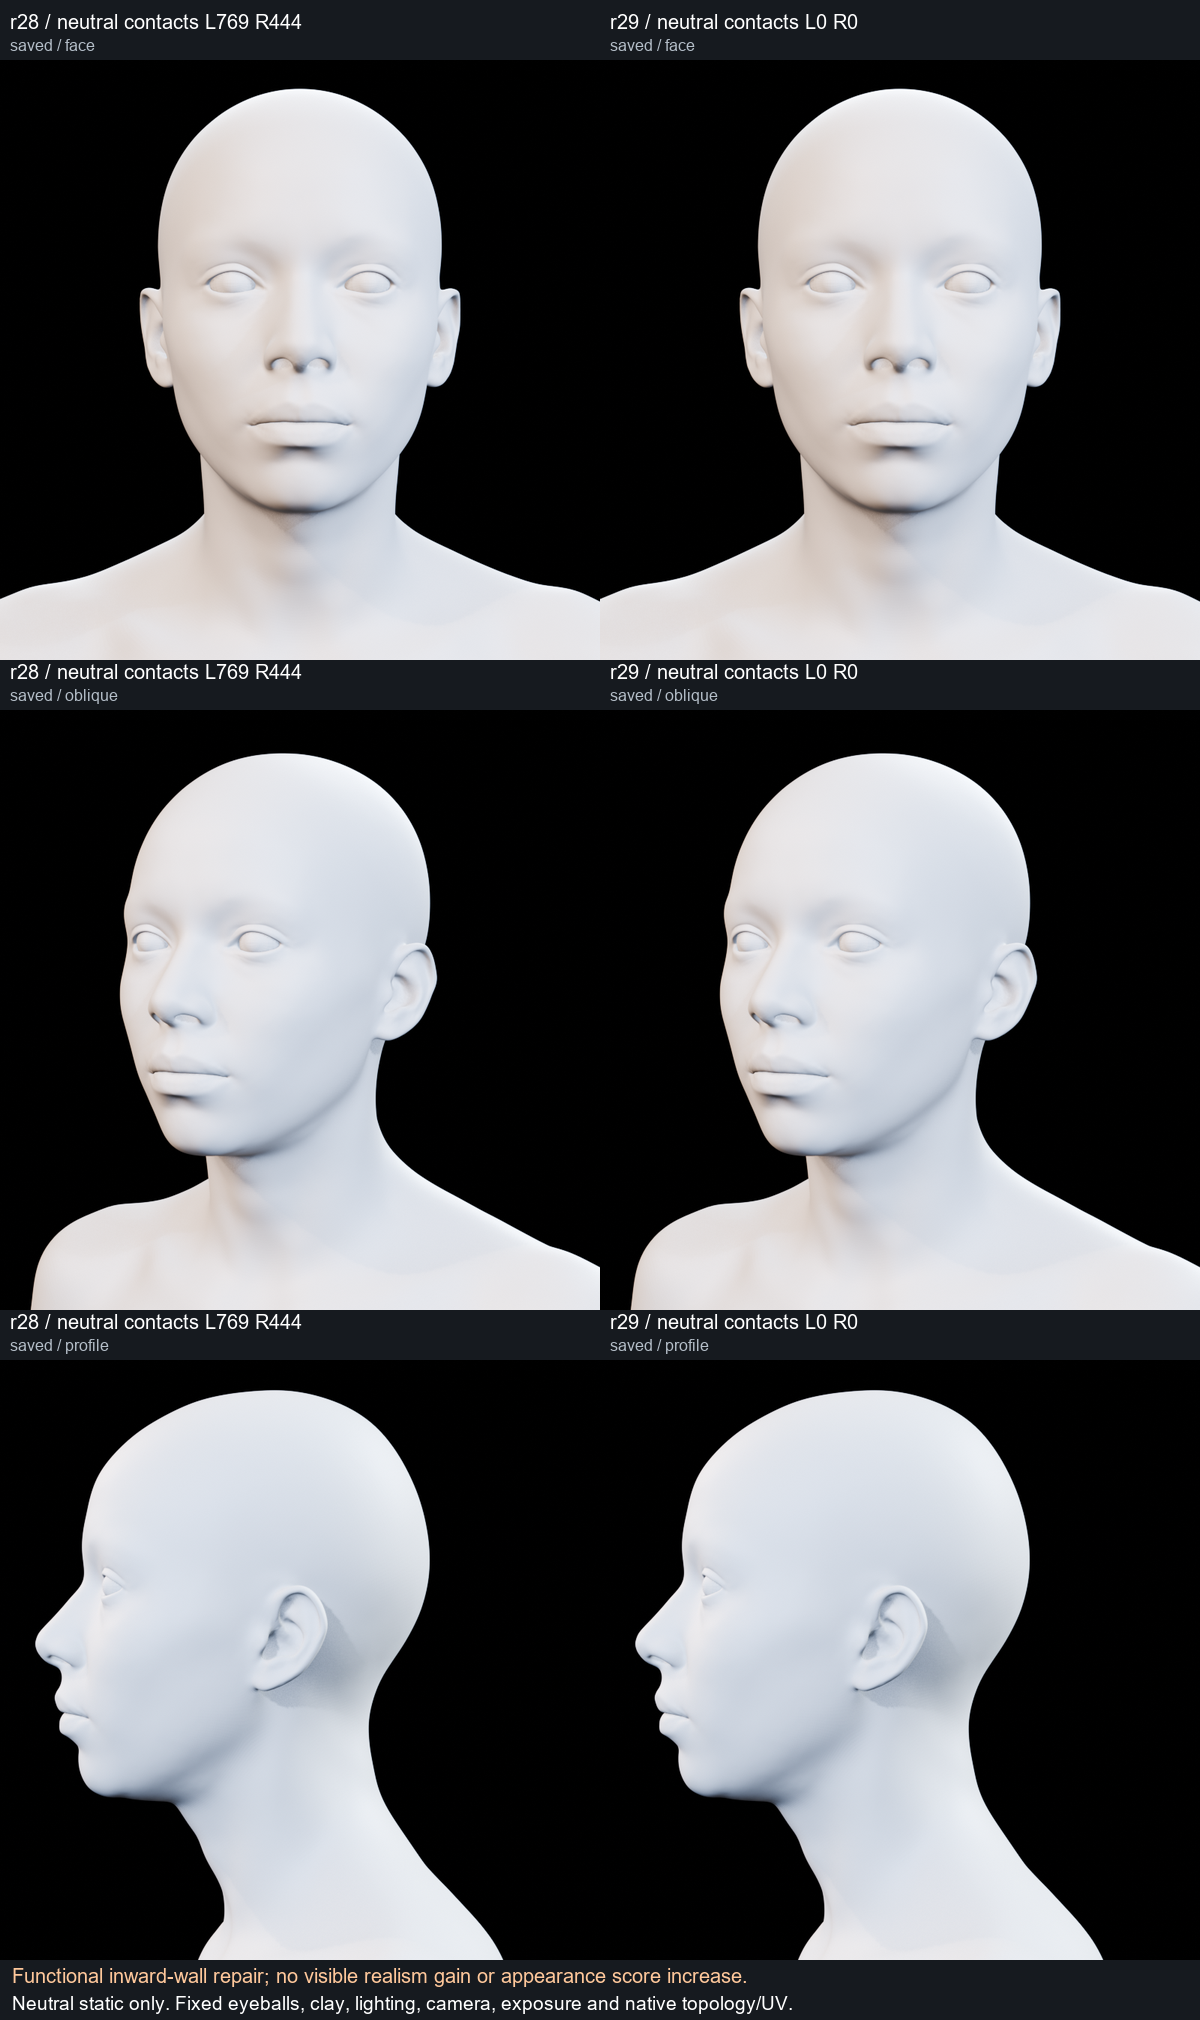 r28 / neutral contacts L769 R444
saved / face
r29 / neutral contacts L0 R0
saved / face
r28 / neutral contacts L769 R444
saved / oblique
r29 / neutral contacts L0 R0
saved / oblique
r28 / neutral contacts L769 R444
saved / profile
r29 / neutral contacts L0 R0
saved / profile
Functional inward-wall repair; no visible realism gain or appearance score increase.
Neutral static only. Fixed eyeballs, clay, lighting, camera, exposure and native topology/UV.